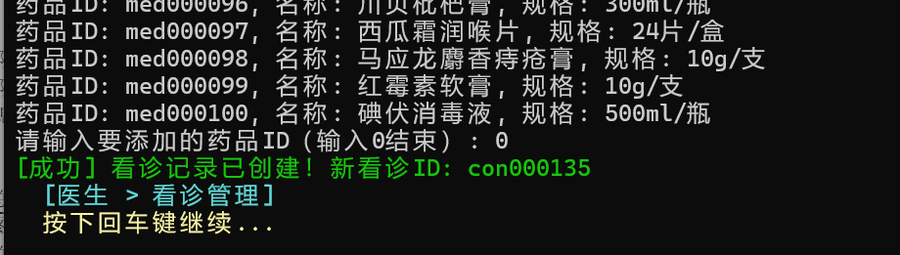 药品ID: med000096, 名称: 川贝枇杷膏, 规格: 300ml/瓶
药品ID: med000097, 名称: 西瓜霜润喉片, 规格: 24片/盒
药品ID: med000098, 名称: 马应龙麝香痔疮膏, 规格: 10g/支
药品ID: med000099, 名称: 红霉素软膏, 规格: 10g/支
药品ID: med000100, 名称: 碘伏消毒液, 规格: 500ml/瓶
请输入要添加的药品ID（输入0结束）: 0
[成功] 看诊记录已创建! 新看诊ID: con000135
[医生 > 看诊管理]
按下回车键继续...